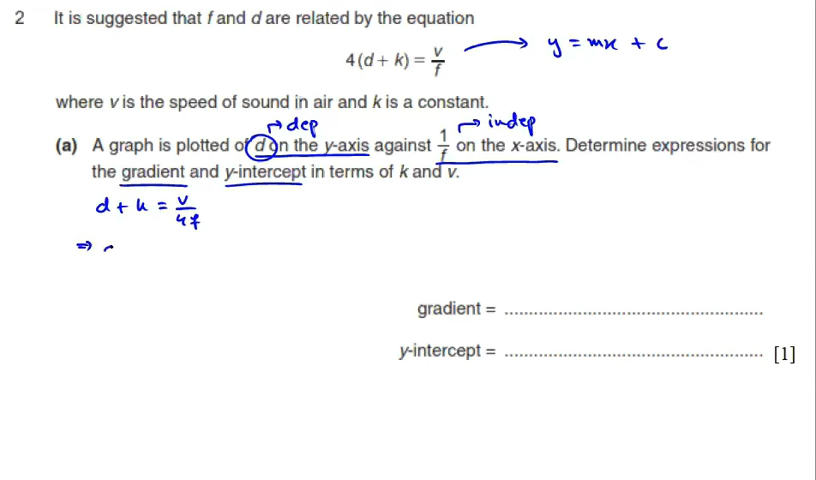 2 It is suggested that f and d are related by the equation
4(d + k) = v/f → y = mx + c
where v is the speed of sound in air and k is a constant.
→ dep → indep
(a) A graph is plotted of d on the y-axis against 1/f on the x-axis. Determine expressions for
the gradient and y-intercept in terms of k and v.
d + k = v/4f
⇒
gradient = ............................................................
y-intercept = ............................................................ [1]